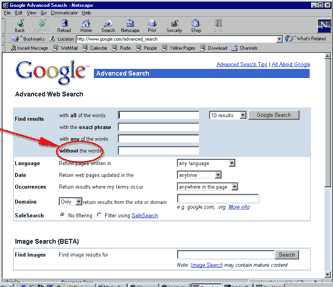 Google Advanced Search - Netscape
File Edit View Go Communicator Help
Back Reload Home Search Netscape Print Security Shop Stop
Bookmarks Location: http://www.google.com/advanced_search What's Related
Instant Message WebMail Calendar Radio People Yellow Pages Download Channels
Google Advanced Search Advanced Search Tips | All About Google
Advanced Web Search
Find results with all of the words 10 results Google Search
with the exact phrase
with any of the words
without the words
Language Return pages written in any language
Date Return web pages updated in the anytime
Occurrences Return results where my terms occur anywhere in the page
Domains Only return results from the site or domain
e.g. google.com, .org More info
SafeSearch No filtering Filter using SafeSearch
Image Search (BETA)
Find images Find image results for Search
Note: Image Search may contain mature content